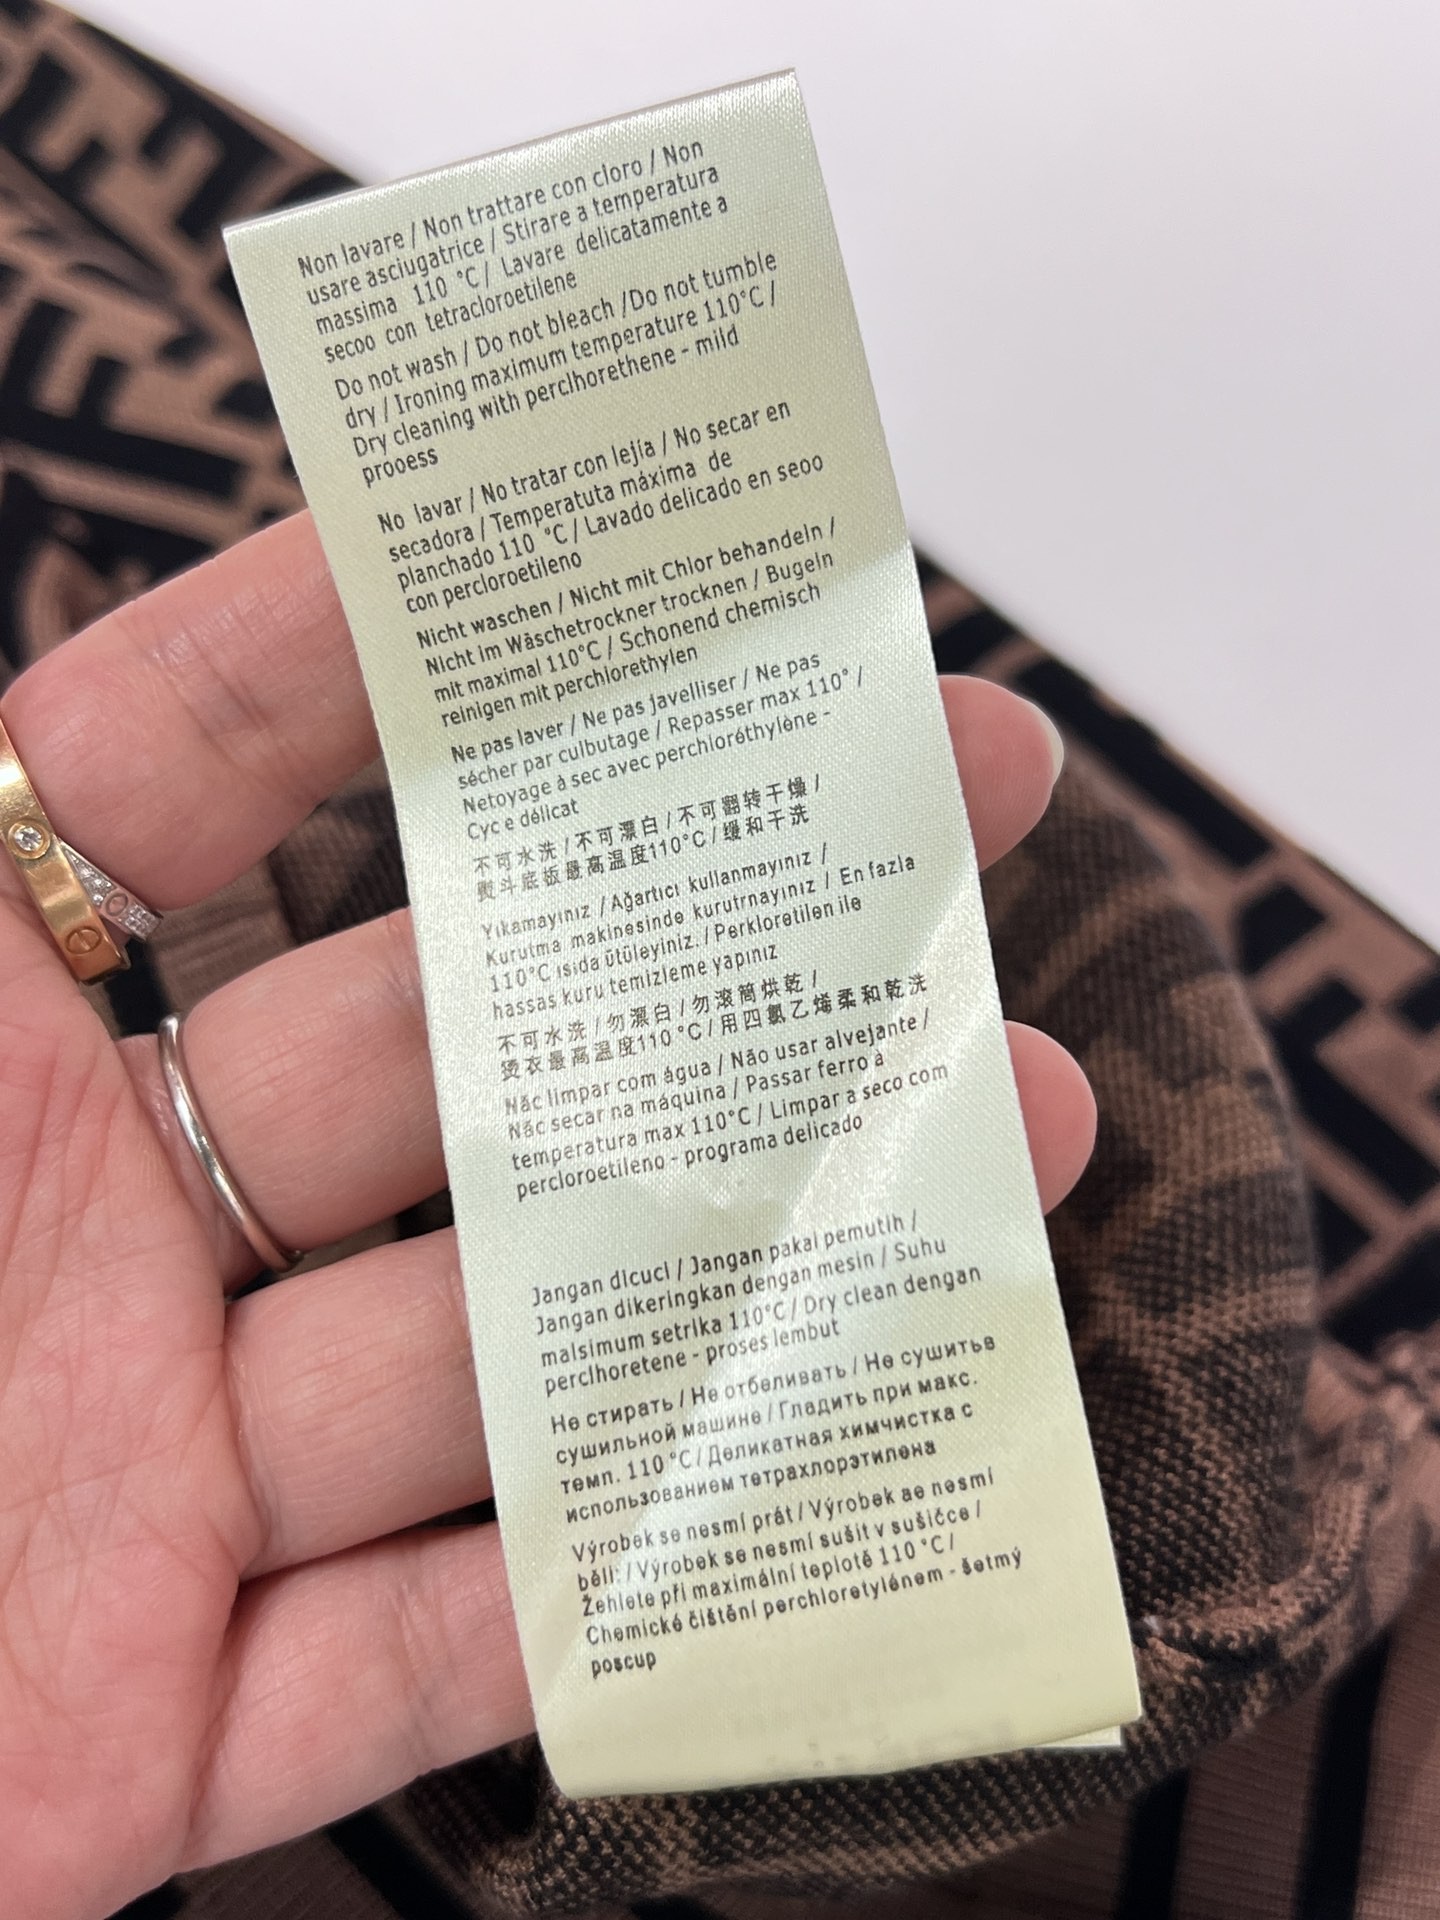 Non lavare / Non trattare con cloro / Non
usare asciugatrice / Stirare a temperatura
massima 110 °C / Lavare delicatamente a
secoo con tetracloroetilene
Do not wash / Do not bleach /Do not tumble
dry / Ironing maximum temperature 110°C /
Dry cleaning with perclhorethene - mild
prooess
No lavar / No tratar con lejía / No secar en
secadora / Temperatuta máxima de
planchado 110 °C / Lavado delicado en seoo
con percloroetileno
Nicht waschen / Nicht mit Chlor behandeln /
Nicht im Wäschetrockner trocknen / Bugeln
mit maximal 110°C / Schonend chemisch
reinigen mit perchlorethylen
Ne pas laver / Ne pas javelliser / Ne pas
sécher par culbutage / Repasser max 110° /
Netoyage à sec avec perchloréthylène -
Cyc e délicat
不可水洗 / 不可漂白 / 不可翻转干燥 /
熨斗底板最高温度110°C / 缓和干洗
Yıkamayınız / Ağartıcı kullanmayınız /
Kurutma makinesinde kurutrnayınız / En fazla
110°C ısıda ütüleyiniz. / Perkloretilen ile
hassas kuru temizleme yapınız
不可水洗 / 勿漂白 / 勿滚筒烘乾 /
烫衣最高温度110°C / 用四氯乙烯柔和乾洗
Nãc limpar com água / Não usar alvejante /
Nãc secar na máquina / Passar ferro à
temperatura max 110°C / Limpar a seco com
percloroetileno - programa delicado
Jangan dicuci / Jangan pakai pemutih /
Jangan dikeringkan dengan mesin / Suhu
malsimum setrika 110°C / Dry clean dengan
perclhoretene - proses lembut
Не стирать / Не отбеливать / Не сушитьв
сушильной машине / Гладить при макс.
темп. 110 °C / Деликатная химчистка с
использованием тетрахлорэтилена
Výrobek se nesmí prát / Výrobek ae nesmí
běli: / Výrobek se nesmí sušit v sušičce /
Žehlete při maximální teplotě 110 °C /
Chemické čištění perchloretylénem - šetmý
poscup